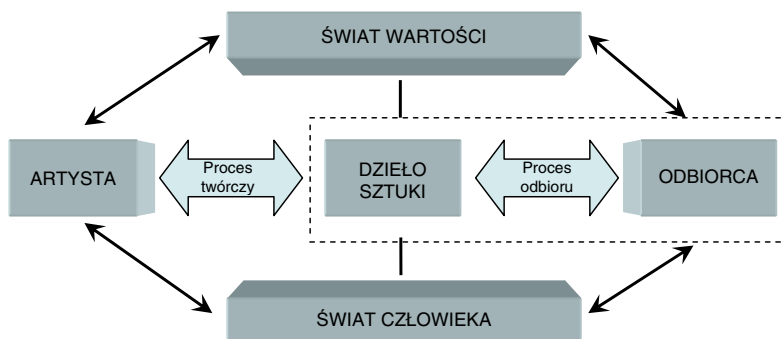 ŚWIAT WARTOŚCI
ARTYSTA
Proces
twórczy
DZIEŁO
SZTUKI
Proces
odbioru
ODBIORCA
ŚWIAT CZŁOWIEKA